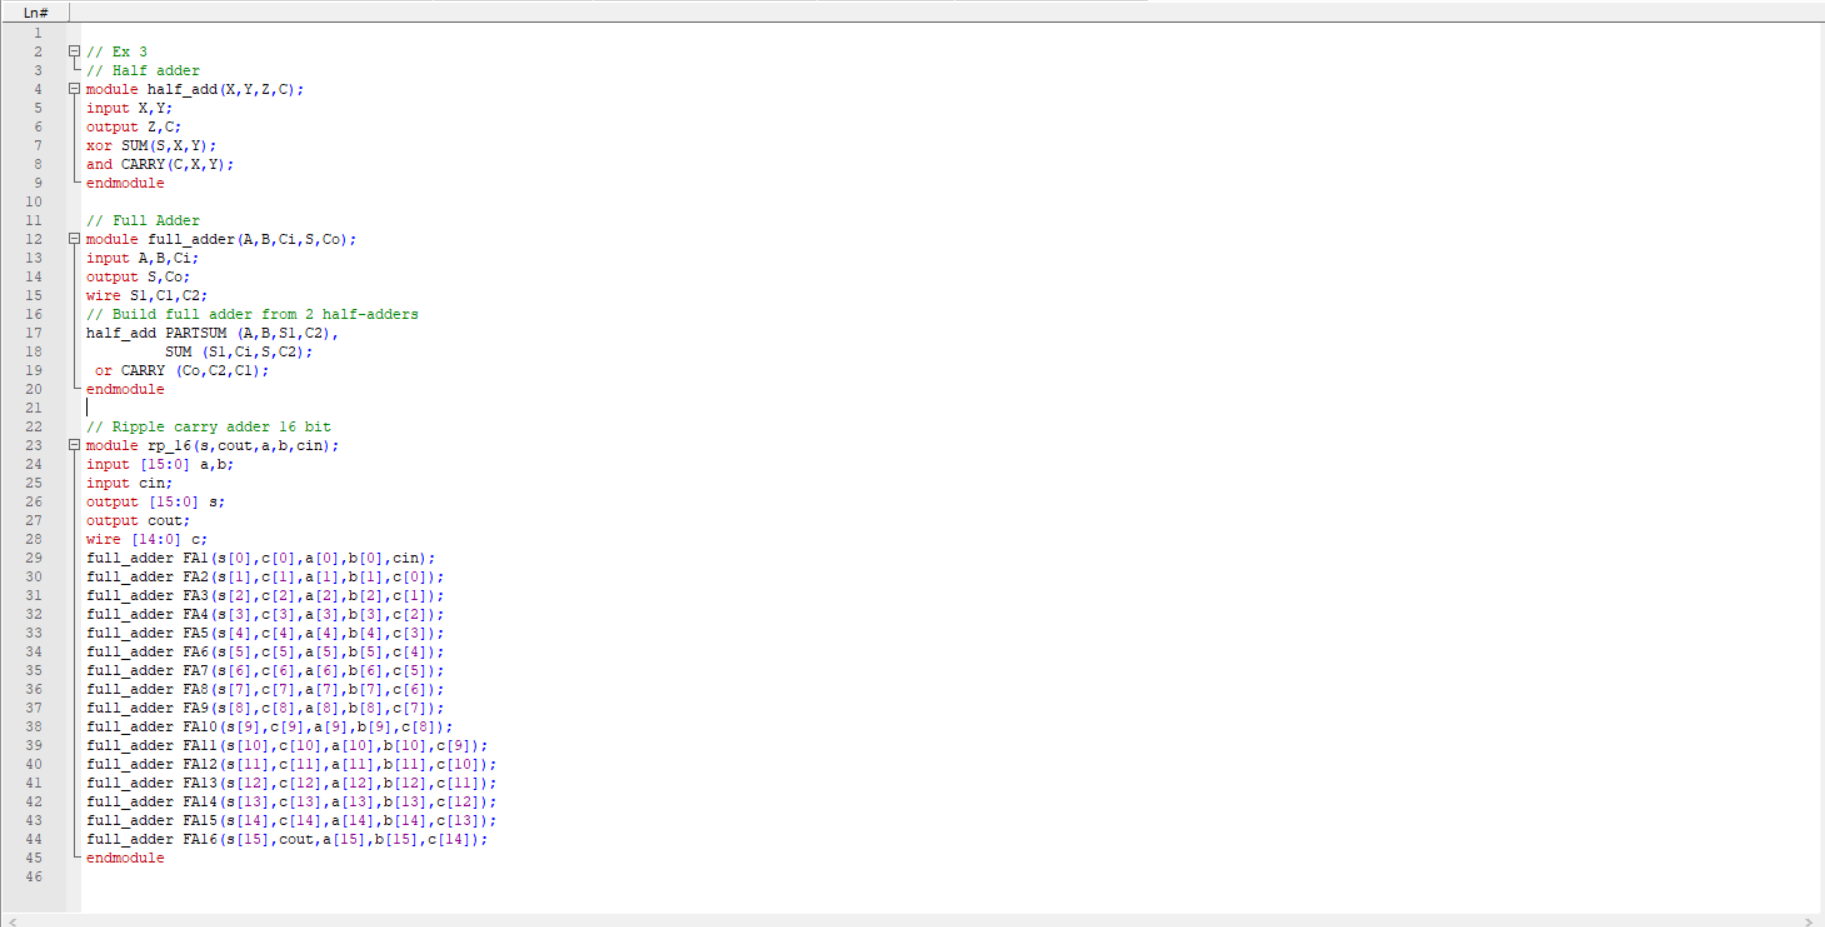 Ln#
1
2 // Ex 3
3 // Half adder
4 module half_add(X,Y,Z,C);
5 input X,Y;
6 output Z,C;
7 xor SUM(S,X,Y);
8 and CARRY(C,X,Y);
9 endmodule
10
11 // Full Adder
12 module full_adder(A,B,Ci,S,Co);
13 input A,B,Ci;
14 output S,Co;
15 wire S1,C1,C2;
16 // Build full adder from 2 half-adders
17 half_add PARTSUM (A,B,S1,C2),
18 SUM (S1,Ci,S,C2);
19 or CARRY (Co,C2,C1);
20 endmodule
21
22 // Ripple carry adder 16 bit
23 module rp_16(s,cout,a,b,cin);
24 input [15:0] a,b;
25 input cin;
26 output [15:0] s;
27 output cout;
28 wire [14:0] c;
29 full_adder FA1(s[0],c[0],a[0],b[0],cin);
30 full_adder FA2(s[1],c[1],a[1],b[1],c[0]);
31 full_adder FA3(s[2],c[2],a[2],b[2],c[1]);
32 full_adder FA4(s[3],c[3],a[3],b[3],c[2]);
33 full_adder FA5(s[4],c[4],a[4],b[4],c[3]);
34 full_adder FA6(s[5],c[5],a[5],b[5],c[4]);
35 full_adder FA7(s[6],c[6],a[6],b[6],c[5]);
36 full_adder FA8(s[7],c[7],a[7],b[7],c[6]);
37 full_adder FA9(s[8],c[8],a[8],b[8],c[7]);
38 full_adder FA10(s[9],c[9],a[9],b[9],c[8]);
39 full_adder FA11(s[10],c[10],a[10],b[10],c[9]);
40 full_adder FA12(s[11],c[11],a[11],b[11],c[10]);
41 full_adder FA13(s[12],c[12],a[12],b[12],c[11]);
42 full_adder FA14(s[13],c[13],a[13],b[13],c[12]);
43 full_adder FA15(s[14],c[14],a[14],b[14],c[13]);
44 full_adder FA16(s[15],cout,a[15],b[15],c[14]);
45 endmodule
46